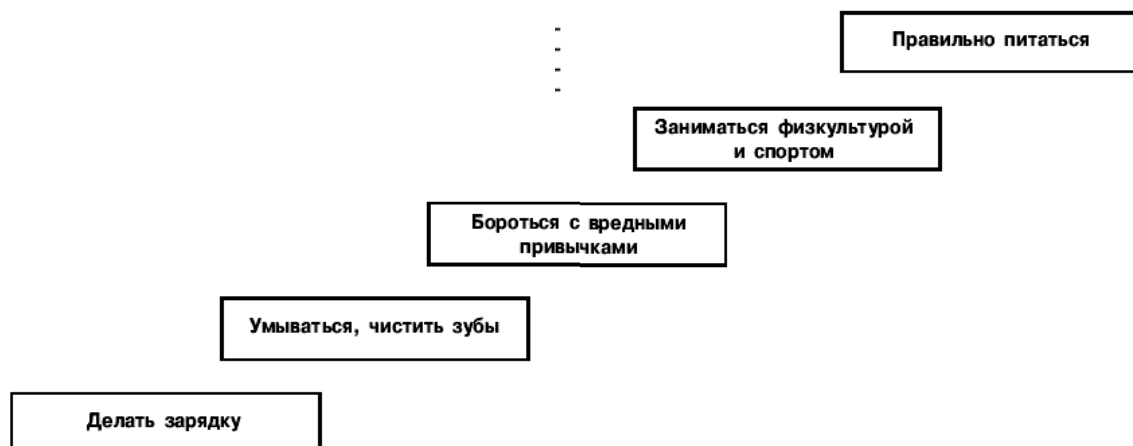 Правильно питаться
Заниматься физкультурой
и спортом
Бороться с вредными
привычками
Умываться, чистить зубы
Делать зарядку